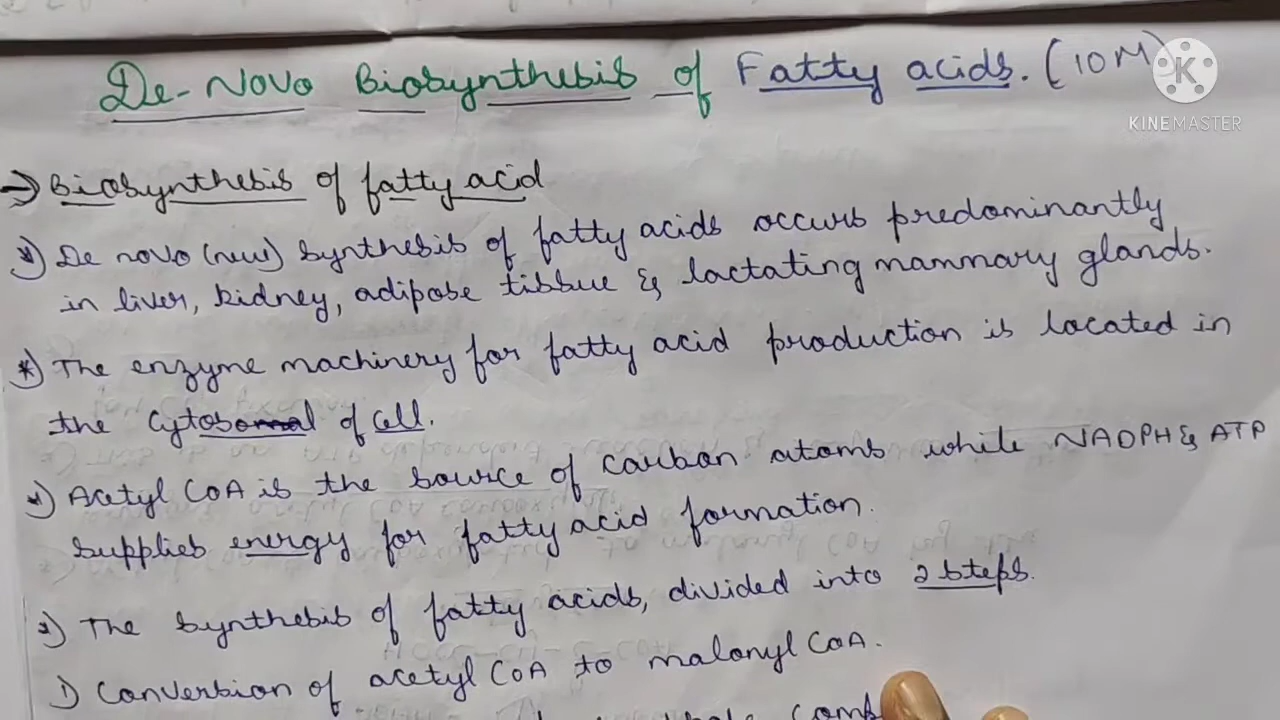 De-Novo Biosynthesis of Fatty acids. (10M)
KINEMASTER
→ Biosynthesis of fatty acid
*) De novo (new) synthesis of fatty acids occurs predominantly
in liver, kidney, adipose tissue & lactating mammary glands.
*) The enzyme machinery for fatty acid production is located in
the cytosomal of cell.
*) Acetyl CoA is the source of carbon atoms while NADPH & ATP
supplies energy for fatty acid formation.
*) The synthesis of fatty acids, divided into 2 steps.
1) Conversion of acetyl CoA to malonyl CoA.